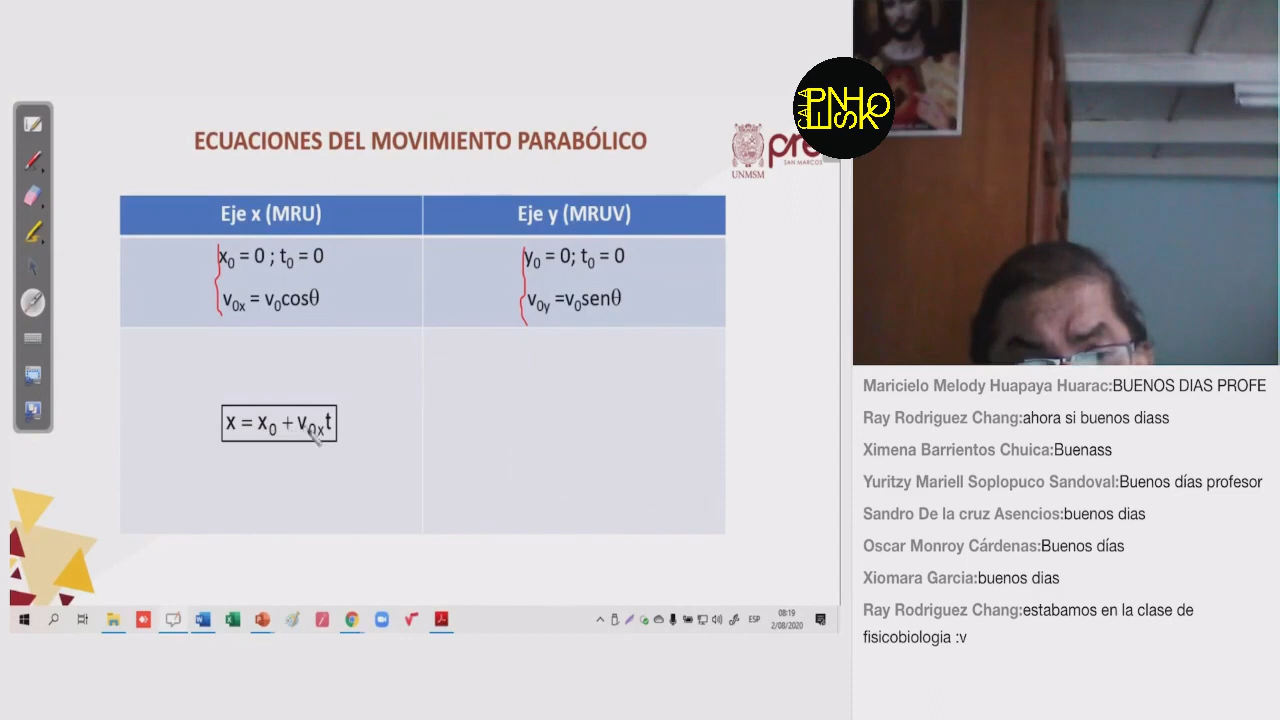 ECUACIONES DEL MOVIMIENTO PARABÓLICO
UNMSM
pre
SAN MARCOS
ESCALA
PNHO
SK
Eje x (MRU)
Eje y (MRUV)
x₀ = 0 ; t₀ = 0
v₀ₓ = v₀cosθ
y₀ = 0; t₀ = 0
v₀y =v₀senθ
x = x₀ + v₀ₓt
ESP
08:19
2/08/2020
Maricielo Melody Huapaya Huarac:BUENOS DIAS PROFE
Ray Rodriguez Chang:ahora si buenos diass
Ximena Barrientos Chuica:Buenass
Yuritzy Mariell Soplopuco Sandoval:Buenos días profesor
Sandro De la cruz Asencios:buenos dias
Oscar Monroy Cárdenas:Buenos días
Xiomara Garcia:buenos dias
Ray Rodriguez Chang:estabamos en la clase de
fisicobiologia :v